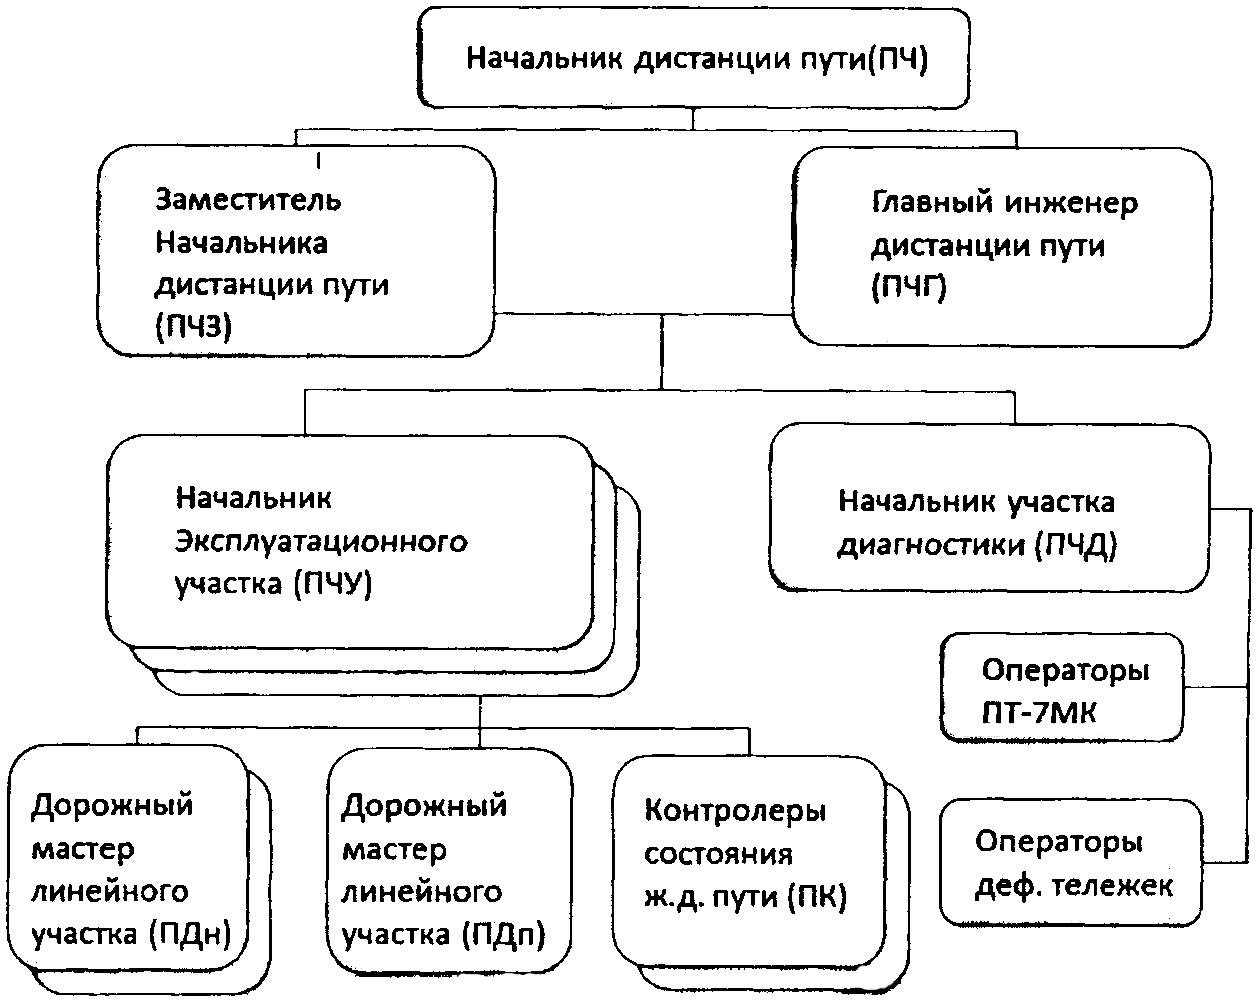 Начальник дистанции пути(ПЧ)
Заместитель
Начальника
дистанции пути
(ПЧЗ)
Главный инженер
дистанции пути
(ПЧГ)
Начальник
Эксплуатационного
участка (ПЧУ)
Начальник участка
диагностики (ПЧД)
Операторы
ПТ-7МК
Операторы
деф. тележек
Дорожный
мастер
линейного
участка (ПДн)
Дорожный
мастер
линейного
участка (ПДп)
Контролеры
состояния
ж.д. пути (ПК)